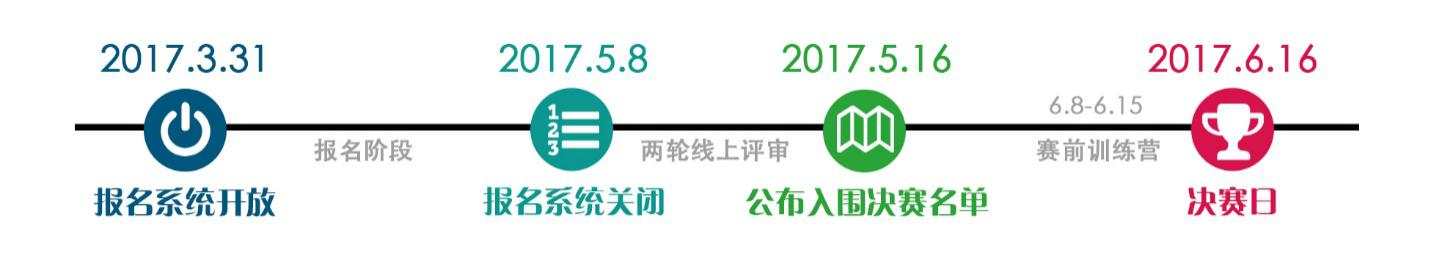 2017.3.31
2017.5.8
2017.5.16
2017.6.16
6.8-6.15
1
2
3
报名阶段
两轮线上评审
赛前训练营
报名系统开放
报名系统关闭
公布入围决赛名单
决赛日